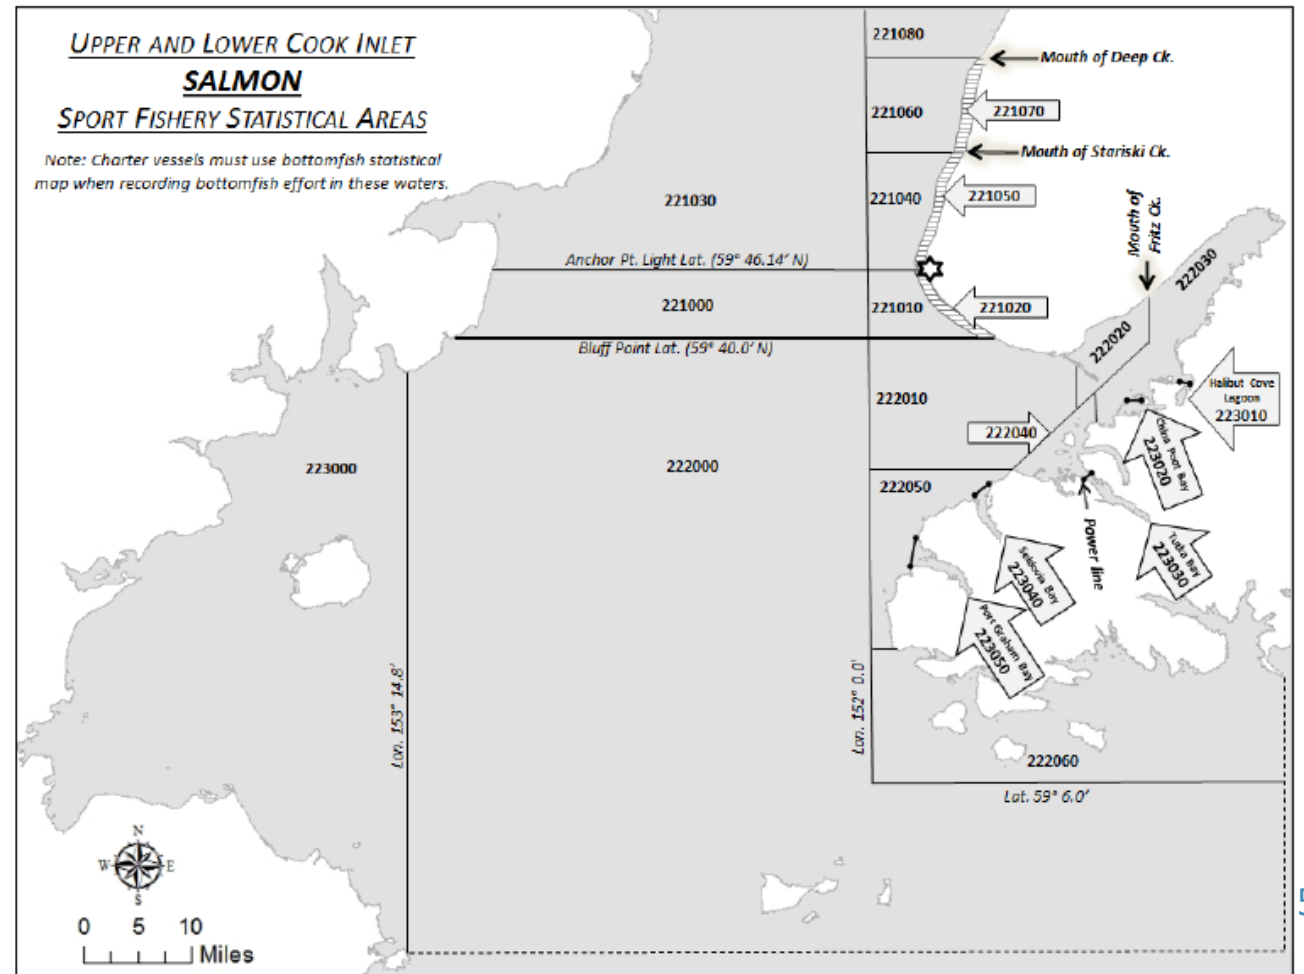 UPPER AND LOWER COOK INLET
SALMON
SPORT FISHERY STATISTICAL AREAS
Note: Charter vessels must use bottomfish statistical
map when recording bottomfish effort in these waters.
221080
Mouth of Deep Ck.
221060
221070
Mouth of Stariski Ck.
221030
221040
221050
Mouth of
Fritz Ck.
222030
Anchor Pt. Light Lat. (59° 46.14' N)
221000
221010
221020
Bluff Point Lat. (59° 40.0' N)
222020
222010
Halibut Cove
Lagoon
223010
222040
China Poot Bay
223020
223000
222000
222050
Power line
Tutka Bay
223030
Seldovia Bay
223040
Port Graham Bay
223050
Lon. 153° 14.8'
Lon. 152° 0.0'
222060
Lat. 59° 6.0'
N
W
E
S
0 5 10
Miles
5